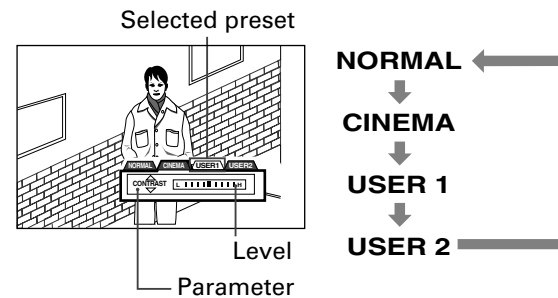 Selected preset
NORMAL CINEMA USER1 USER2
CONTRAST L H
Level
Parameter
NORMAL
CINEMA
USER 1
USER 2